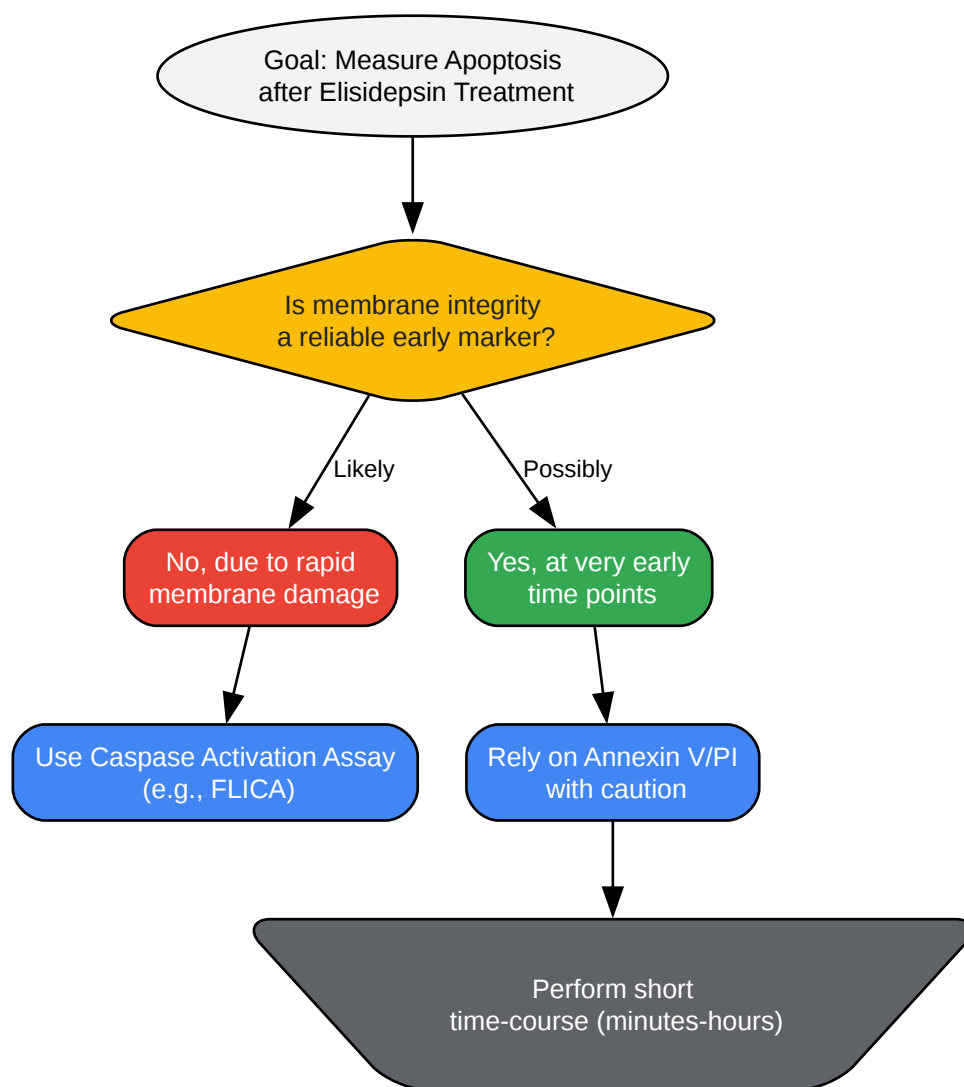 Goal: Measure Apoptosis
after Elisidepsin Treatment
Is membrane integrity
a reliable early marker?
Likely
Possibly
No, due to rapid
membrane damage
Yes, at very early
time points
Use Caspase Activation Assay
(e.g., FLICA)
Rely on Annexin V/PI
with caution
Perform short
time-course (minutes-hours)